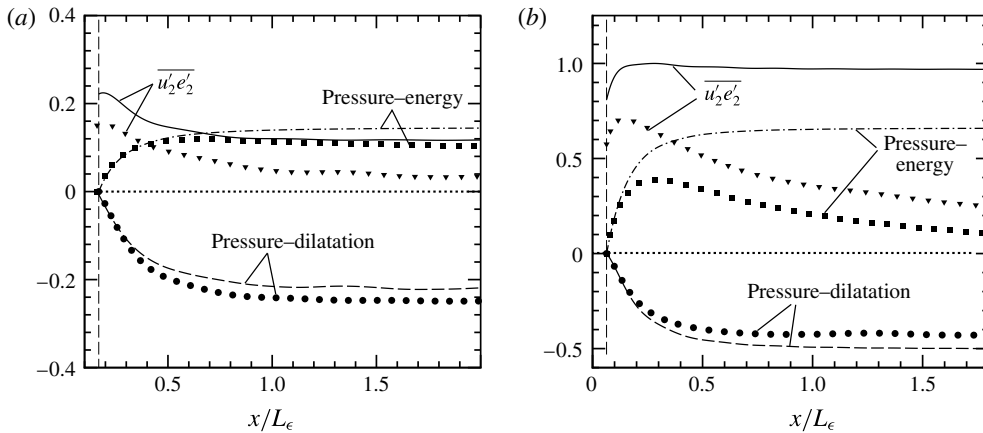 (a)
0.4
0.2
0
−0.2
−0.4
0.5
1.0
1.5
x/L_ϵ
\overline{u′_2e′_2}
Pressure–energy
Pressure–dilatation
(b)
1.0
0.5
0
−0.5
0
0.5
1.0
1.5
x/L_ϵ
\overline{u′_2e′_2}
Pressure–
energy
Pressure–dilatation